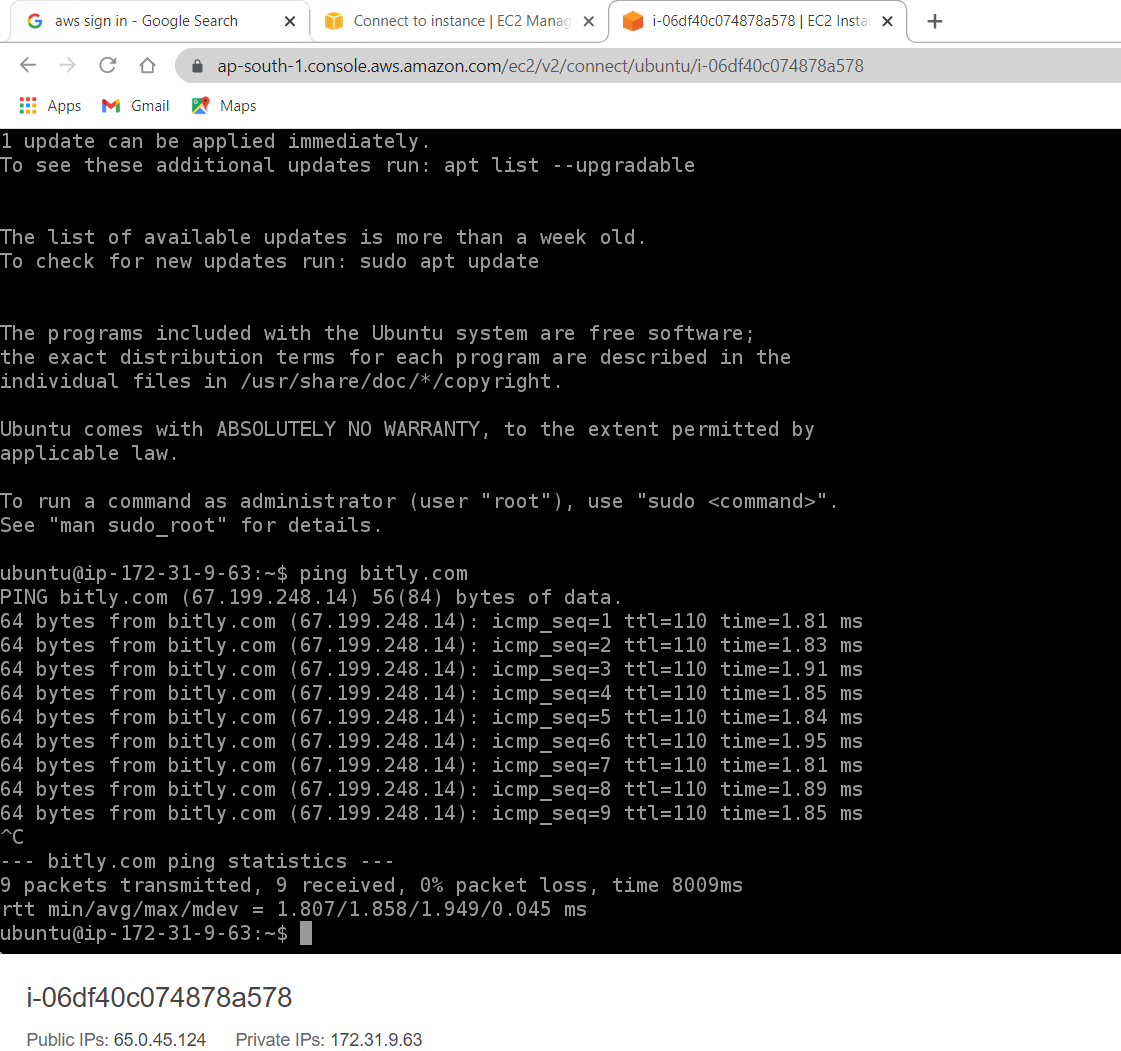 aws sign in - Google Search
Connect to instance | EC2 Manag
i-06df40c074878a578 | EC2 Insta
ap-south-1.console.aws.amazon.com/ec2/v2/connect/ubuntu/i-06df40c074878a578
Apps Gmail Maps
1 update can be applied immediately.
To see these additional updates run: apt list --upgradable
The list of available updates is more than a week old.
To check for new updates run: sudo apt update
The programs included with the Ubuntu system are free software;
the exact distribution terms for each program are described in the
individual files in /usr/share/doc/*/copyright.
Ubuntu comes with ABSOLUTELY NO WARRANTY, to the extent permitted by
applicable law.
To run a command as administrator (user "root"), use "sudo <command>".
See "man sudo_root" for details.
ubuntu@ip-172-31-9-63:~$ ping bitly.com
PING bitly.com (67.199.248.14) 56(84) bytes of data.
64 bytes from bitly.com (67.199.248.14): icmp_seq=1 ttl=110 time=1.81 ms
64 bytes from bitly.com (67.199.248.14): icmp_seq=2 ttl=110 time=1.83 ms
64 bytes from bitly.com (67.199.248.14): icmp_seq=3 ttl=110 time=1.91 ms
64 bytes from bitly.com (67.199.248.14): icmp_seq=4 ttl=110 time=1.85 ms
64 bytes from bitly.com (67.199.248.14): icmp_seq=5 ttl=110 time=1.84 ms
64 bytes from bitly.com (67.199.248.14): icmp_seq=6 ttl=110 time=1.95 ms
64 bytes from bitly.com (67.199.248.14): icmp_seq=7 ttl=110 time=1.81 ms
64 bytes from bitly.com (67.199.248.14): icmp_seq=8 ttl=110 time=1.89 ms
64 bytes from bitly.com (67.199.248.14): icmp_seq=9 ttl=110 time=1.85 ms
^C
--- bitly.com ping statistics ---
9 packets transmitted, 9 received, 0% packet loss, time 8009ms
rtt min/avg/max/mdev = 1.807/1.858/1.949/0.045 ms
ubuntu@ip-172-31-9-63:~$
i-06df40c074878a578
Public IPs: 65.0.45.124 Private IPs: 172.31.9.63